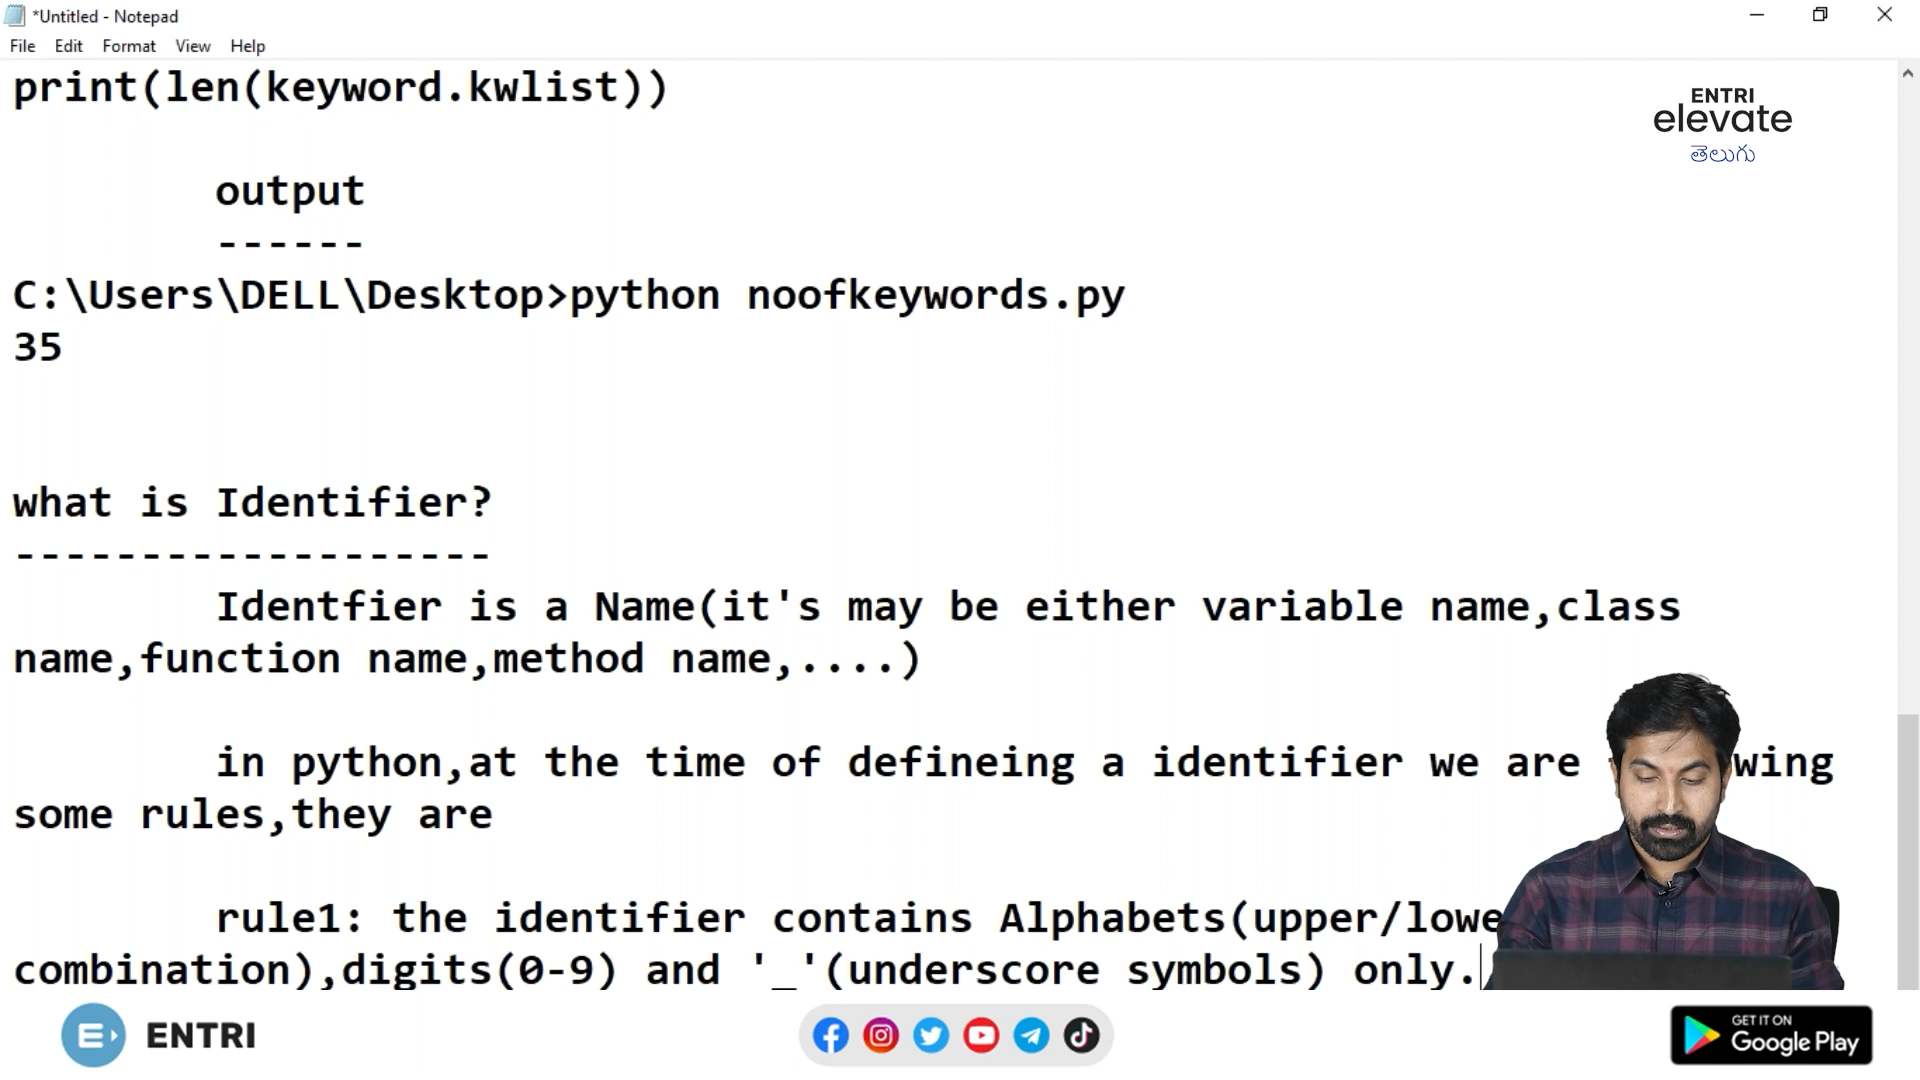 *Untitled - Notepad
File Edit Format View Help
print(len(keyword.kwlist))
ENTRI
elevate
తెలుగు
output
------
C:\Users\DELL\Desktop>python noofkeywords.py
35
what is Identifier?
-------------------
Identfier is a Name(it's may be either variable name,class
name,function name,method name,....)
in python,at the time of defineing a identifier we are wing
some rules,they are
rule1: the identifier contains Alphabets(upper/lowe
combination),digits(0-9) and '_'(underscore symbols) only.
ENTRI
GET IT ON
Google Play